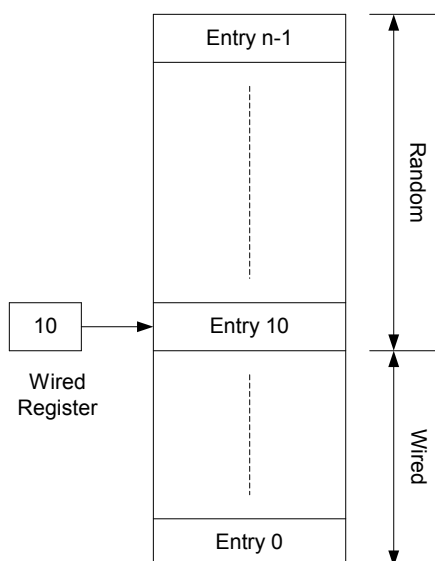 Entry n-1
Random
10
Entry 10
Wired
Register
Wired
Entry 0